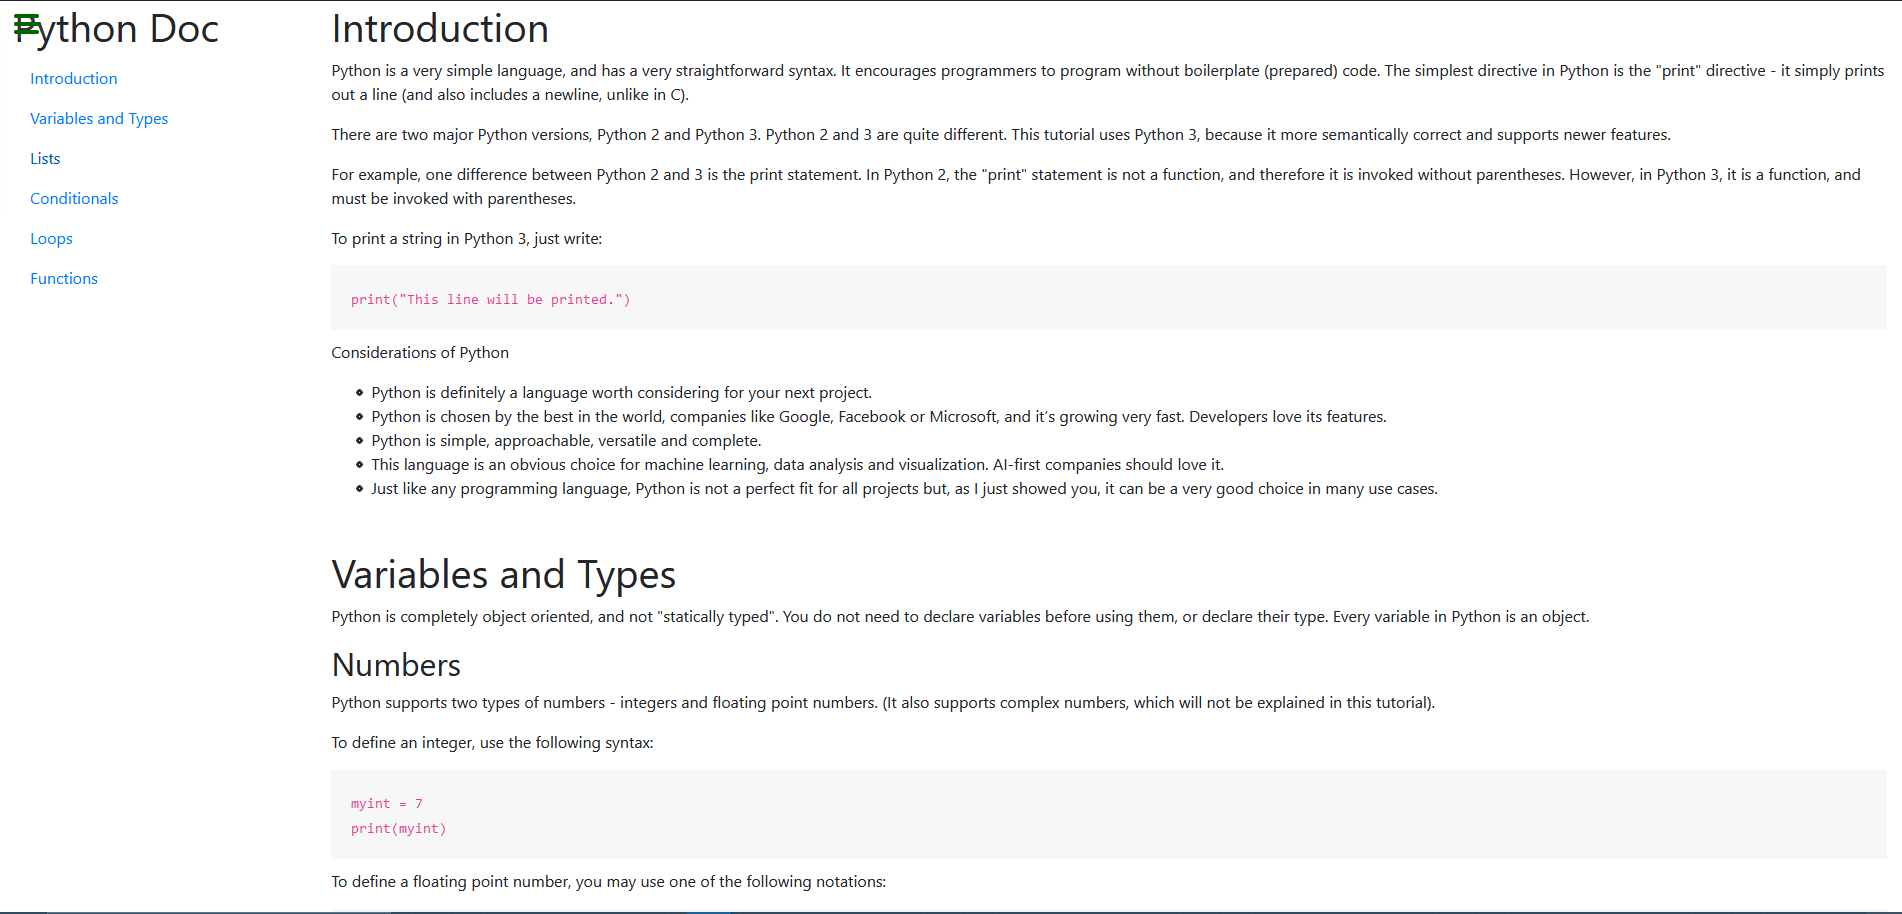 Python Doc
Introduction
Variables and Types
Lists
Conditionals
Loops
Functions
Introduction
Python is a very simple language, and has a very straightforward syntax. It encourages programmers to program without boilerplate (prepared) code. The simplest directive in Python is the "print" directive - it simply prints
out a line (and also includes a newline, unlike in C).
There are two major Python versions, Python 2 and Python 3. Python 2 and 3 are quite different. This tutorial uses Python 3, because it more semantically correct and supports newer features.
For example, one difference between Python 2 and 3 is the print statement. In Python 2, the "print" statement is not a function, and therefore it is invoked without parentheses. However, in Python 3, it is a function, and
must be invoked with parentheses.
To print a string in Python 3, just write:
print("This line will be printed.")
Considerations of Python
Python is definitely a language worth considering for your next project.
Python is chosen by the best in the world, companies like Google, Facebook or Microsoft, and it’s growing very fast. Developers love its features.
Python is simple, approachable, versatile and complete.
This language is an obvious choice for machine learning, data analysis and visualization. AI-first companies should love it.
Just like any programming language, Python is not a perfect fit for all projects but, as I just showed you, it can be a very good choice in many use cases.
Variables and Types
Python is completely object oriented, and not "statically typed". You do not need to declare variables before using them, or declare their type. Every variable in Python is an object.
Numbers
Python supports two types of numbers - integers and floating point numbers. (It also supports complex numbers, which will not be explained in this tutorial).
To define an integer, use the following syntax:
myint = 7
print(myint)
To define a floating point number, you may use one of the following notations: